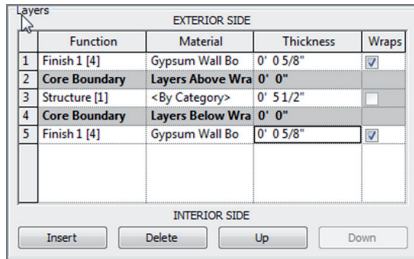 Layers
EXTERIOR SIDE
Function Material Thickness Wraps
1 Finish 1 [4] Gypsum Wall Bo 0' 0 5/8"
2 Core Boundary Layers Above Wra 0' 0"
3 Structure [1] <By Category> 0' 5 1/2"
4 Core Boundary Layers Below Wra 0' 0"
5 Finish 1 [4] Gypsum Wall Bo 0' 0 5/8"
INTERIOR SIDE
Insert Delete Up Down